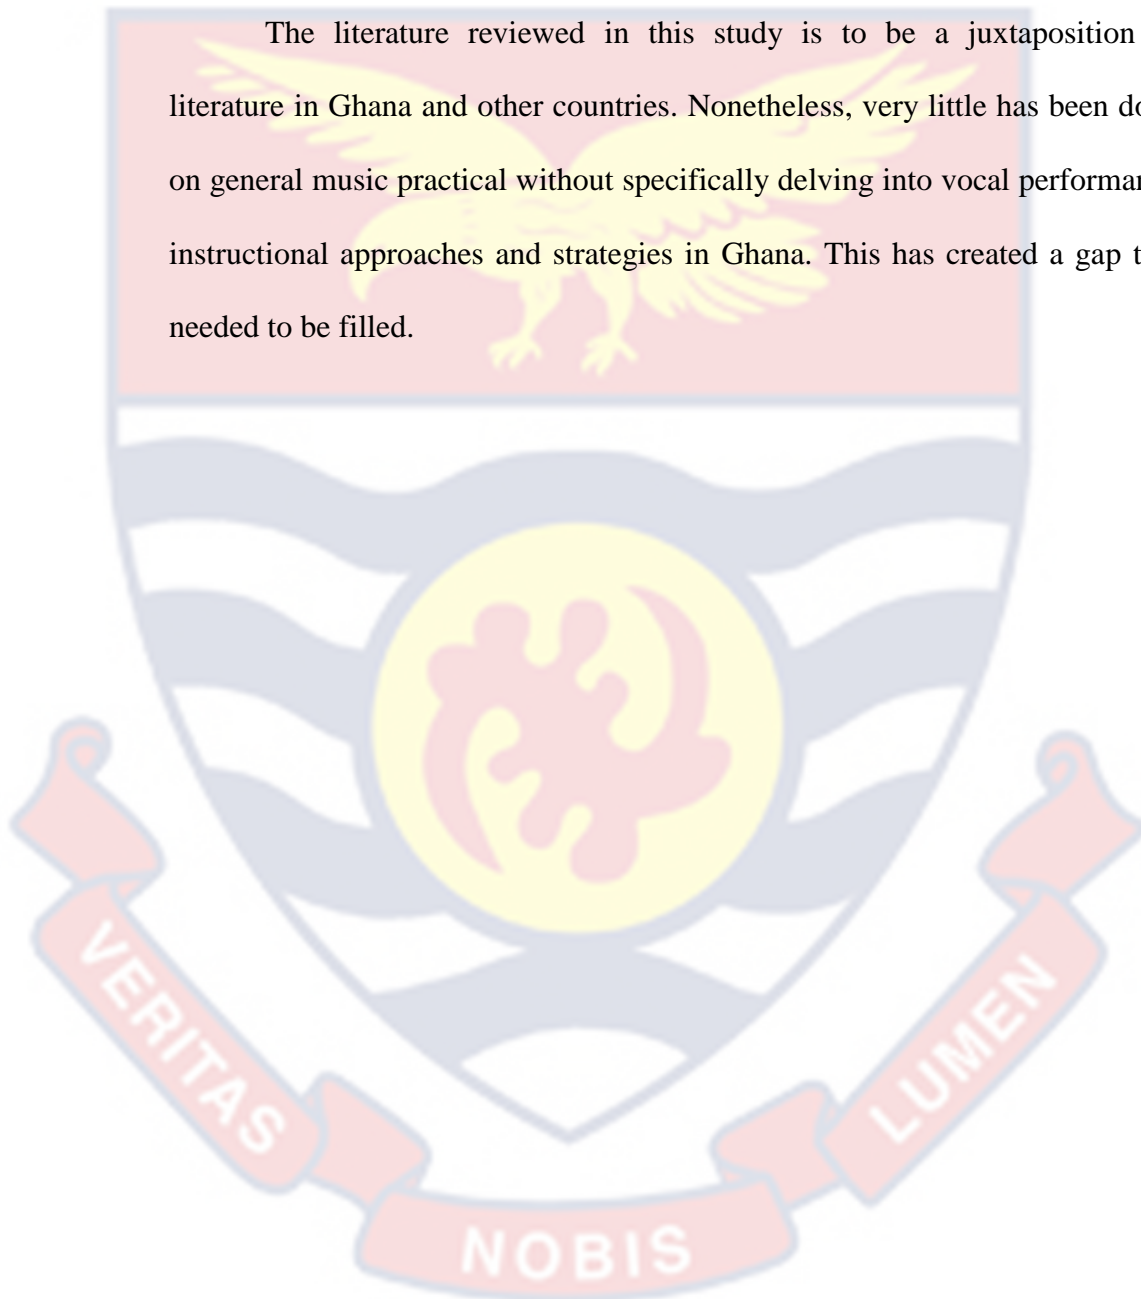 The literature reviewed in this study is to be a juxtaposition
literature in Ghana and other countries. Nonetheless, very little has been
on general music practical without specifically delving into vocal
instructional approaches and strategies in Ghana. This has created a gap
needed to be filled.
VERITAS
NOBIS
LUMEN